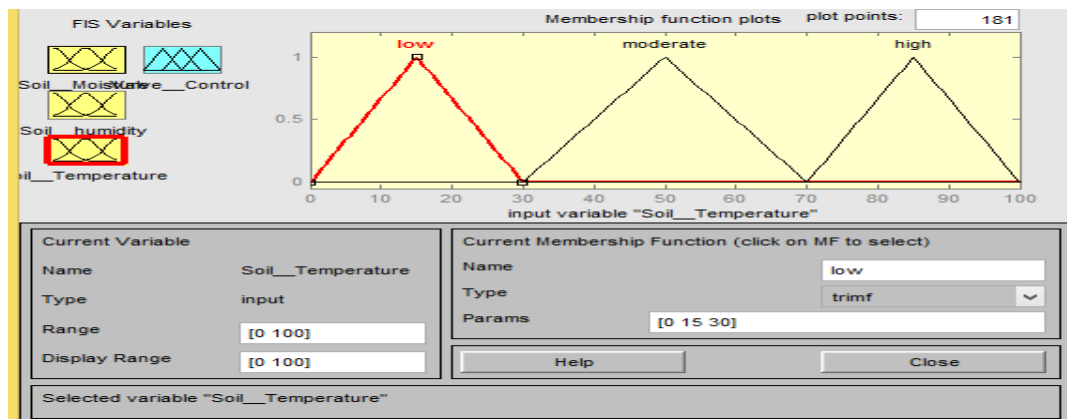 FIS Variables
Membership function plots
plot points:
181
low
moderate
high
1
0.5
0
0 10 20 30 40 50 60 70 80 90 100
input variable "Soil__Temperature"
Soil__Control
Soil__humidity
oil__Temperature
Current Variable
Name Soil__Temperature
Type input
Range [0 100]
Display Range [0 100]
Current Membership Function (click on MF to select)
Name low
Type trimf
Params [0 15 30]
Help
Close
Selected variable "Soil__Temperature"